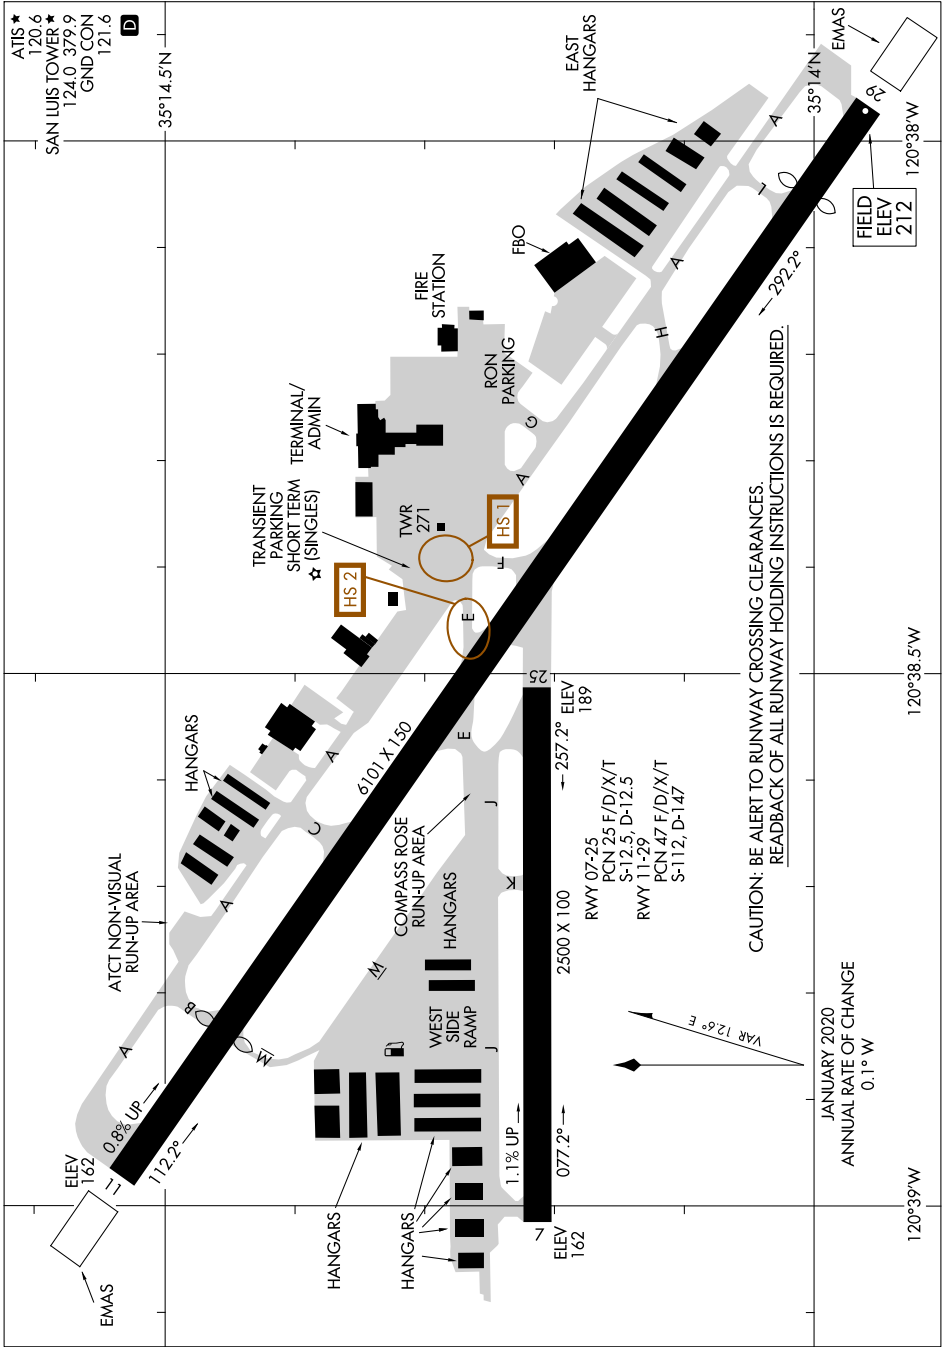 ATIS ★
120.6
SAN LUIS TOWER ★
124.0 379.9
GND CON
121.6
D
35°14.5'N
35°14'N
120°38'W
120°38.5'W
120°39'W
EMAS
29
FIELD
ELEV
212
EAST
HANGARS
FBO
FIRE
STATION
RON
PARKING
TERMINAL/
ADMIN
TRANSIENT
PARKING
SHORT TERM
(SINGLES)
TWR
271
HS 1
HS 2
A
L
A
A
H
G
A
F
E
292.2°
HANGARS
A
C
A
6101 X 150
E
J
25
ELEV
189
257.2°
COMPASS ROSE
RUN-UP AREA
K
HANGARS
M
ATCT NON-VISUAL
RUN-UP AREA
B
A
M
WEST
SIDE
RAMP
J
2500 X 100
RWY 07-25
PCN 25 F/D/X/T
S-12.5, D-12.5
RWY 11-29
PCN 47 F/D/X/T
S-112, D-147
CAUTION: BE ALERT TO RUNWAY CROSSING CLEARANCES.
READBACK OF ALL RUNWAY HOLDING INSTRUCTIONS IS REQUIRED.
0.8% UP
112.2°
11
ELEV
162
EMAS
HANGARS
HANGARS
1.1% UP
077.2°
7
ELEV
162
VAR 12.6° E
JANUARY 2020
ANNUAL RATE OF CHANGE
0.1° W